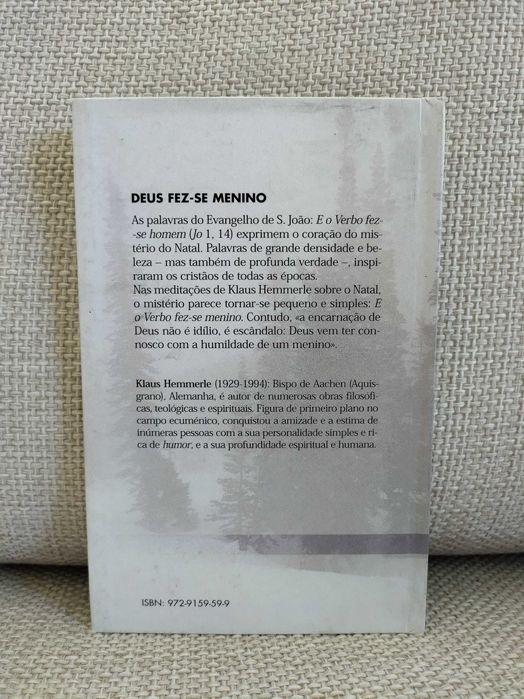 DEUS FEZ-SE MENINO
As palavras do Evangelho de S. João: E o Verbo fez-
-se homem (Jo 1, 14) exprimem o coração do mis-
tério do Natal. Palavras de grande densidade e be-
leza – mas também de profunda verdade –, inspi-
raram os cristãos de todas as épocas.
Nas meditações de Klaus Hemmerle sobre o Natal,
o mistério parece tornar-se pequeno e simples: E
o Verbo fez-se menino. Contudo, «a encarnação de
Deus não é idílio, é escândalo: Deus vem ter con-
nosco com a humildade de um menino».
Klaus Hemmerle (1929-1994): Bispo de Aachen (Aquis-
grano), Alemanha, é autor de numerosas obras filosófi-
cas, teológicas e espirituais. Figura de primeiro plano no
campo ecuménico, conquistou a amizade e a estima de
inúmeras pessoas com a sua personalidade simples e ri-
ca de humor, e a sua profundidade espiritual e humana.
ISBN: 972-9159-59-9